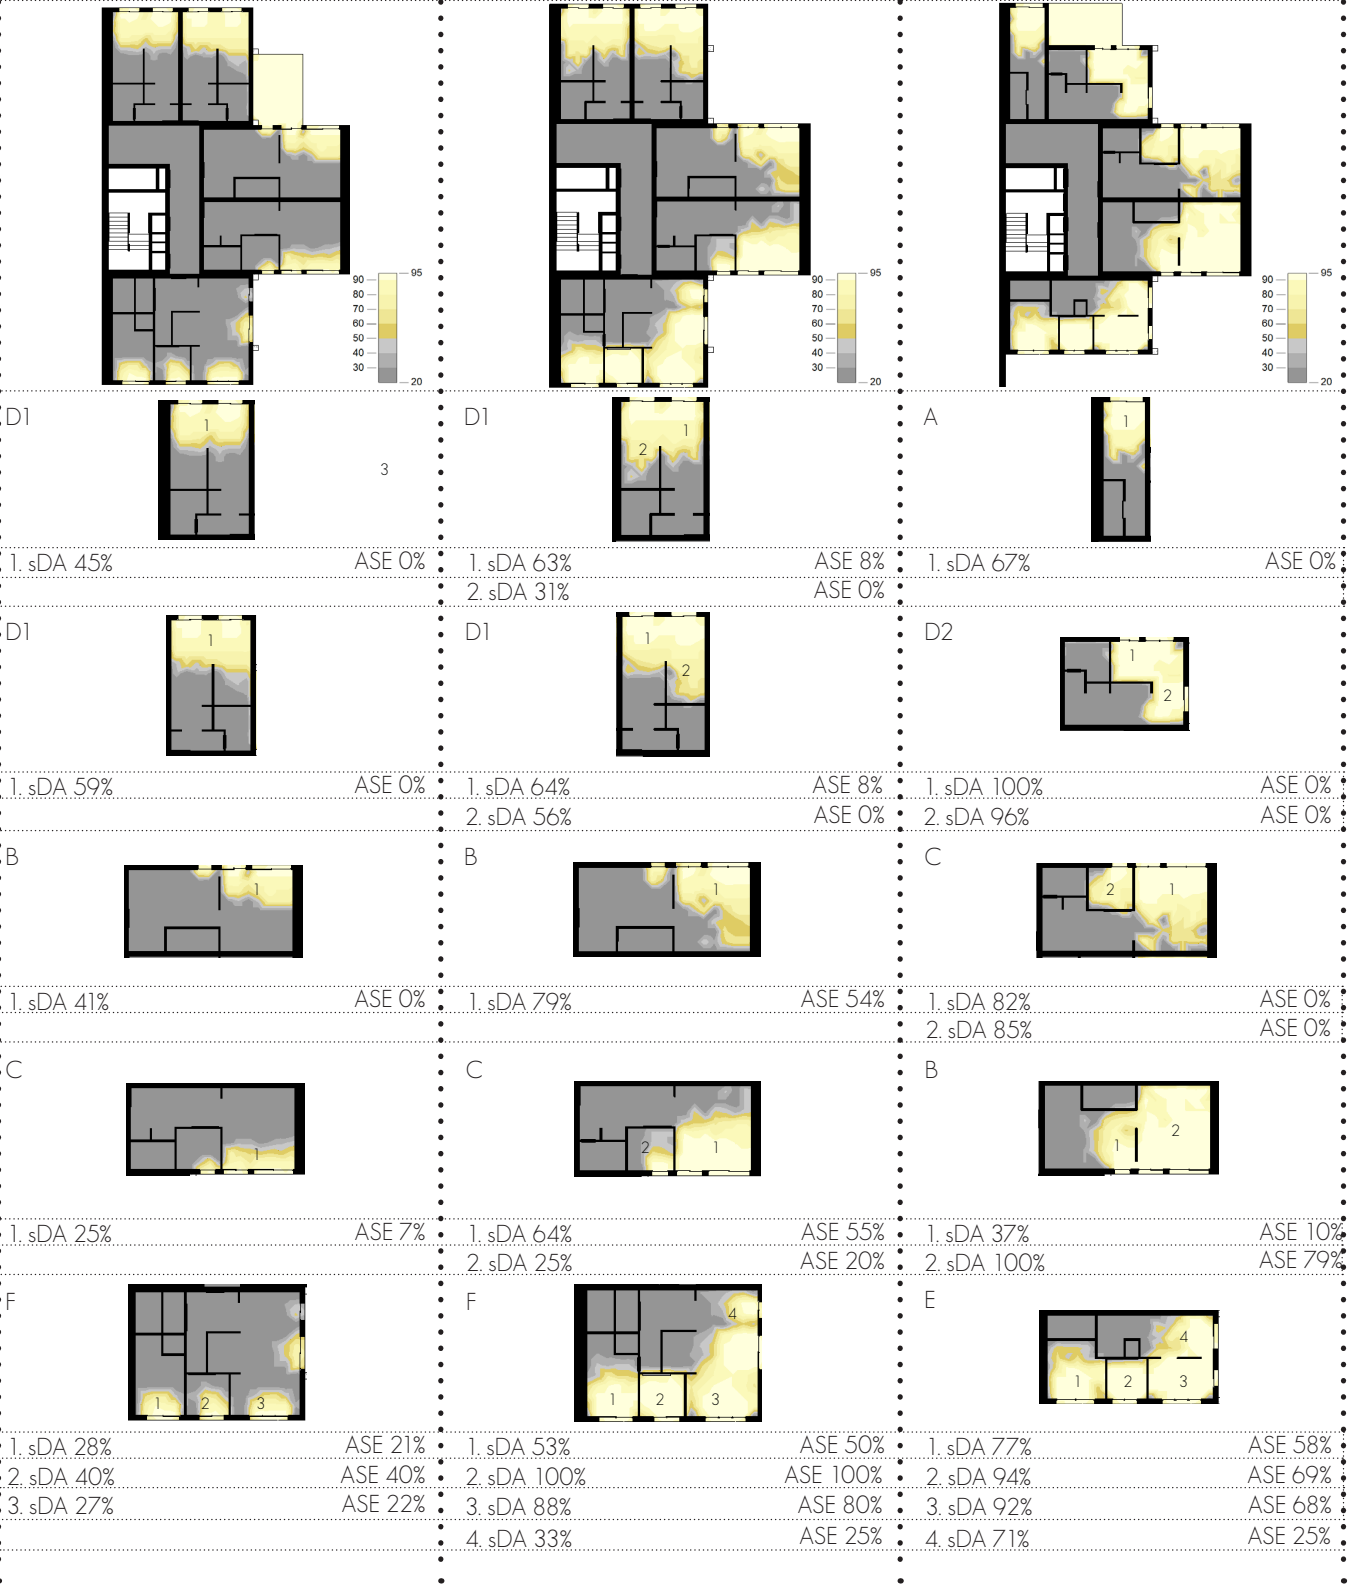 90 95
80
70
60
50
40
30
20
90 95
80
70
60
50
40
30
20
90 95
80
70
60
50
40
30
20
D1 D1 A
1 3 2 1 1
1. sDA 45% ASE 0% 1. sDA 63% ASE 8% 1. sDA 67% ASE 0%
2. sDA 31% ASE 0%
D1 D1 D2
1 1 2 1 2
1. sDA 59% ASE 0% 1. sDA 64% ASE 8% 1. sDA 100% ASE 0%
2. sDA 56% ASE 0% 2. sDA 96% ASE 0%
B B C
1 1 2 1
1. sDA 41% ASE 0% 1. sDA 79% ASE 54% 1. sDA 82% ASE 0%
2. sDA 85% ASE 0%
C C B
1 2 1 1 2
1. sDA 25% ASE 7% 1. sDA 64% ASE 55% 1. sDA 37% ASE 10%
2. sDA 25% ASE 20% 2. sDA 100% ASE 79%
F F E
4 4
1 2 3 1 2 3 1 2 3
1. sDA 28% ASE 21% 1. sDA 53% ASE 50% 1. sDA 77% ASE 58%
2. sDA 40% ASE 40% 2. sDA 100% ASE 100% 2. sDA 94% ASE 69%
3. sDA 27% ASE 22% 3. sDA 88% ASE 80% 3. sDA 92% ASE 68%
4. sDA 33% ASE 25% 4. sDA 71% ASE 25%